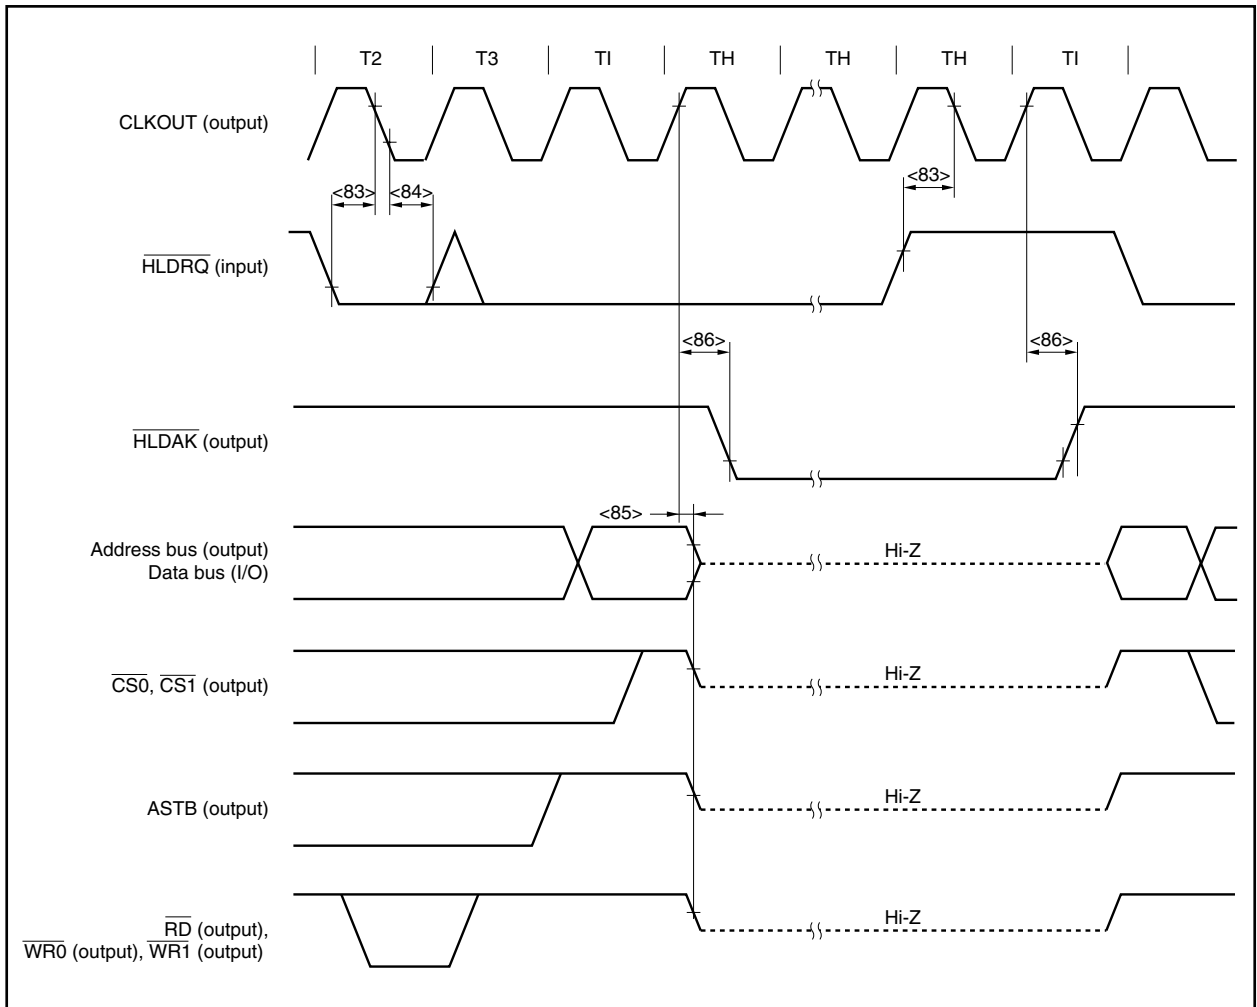 T2 T3 TI TH TH TH TI
CLKOUT (output)
<83> <84> <83>
HLDRQ (input)
<86> <86>
HLDAK (output)
<85>
Address bus (output)
Data bus (I/O)
Hi-Z
CS0, CS1 (output)
Hi-Z
ASTB (output)
Hi-Z
RD (output),
WR0 (output), WR1 (output)
Hi-Z